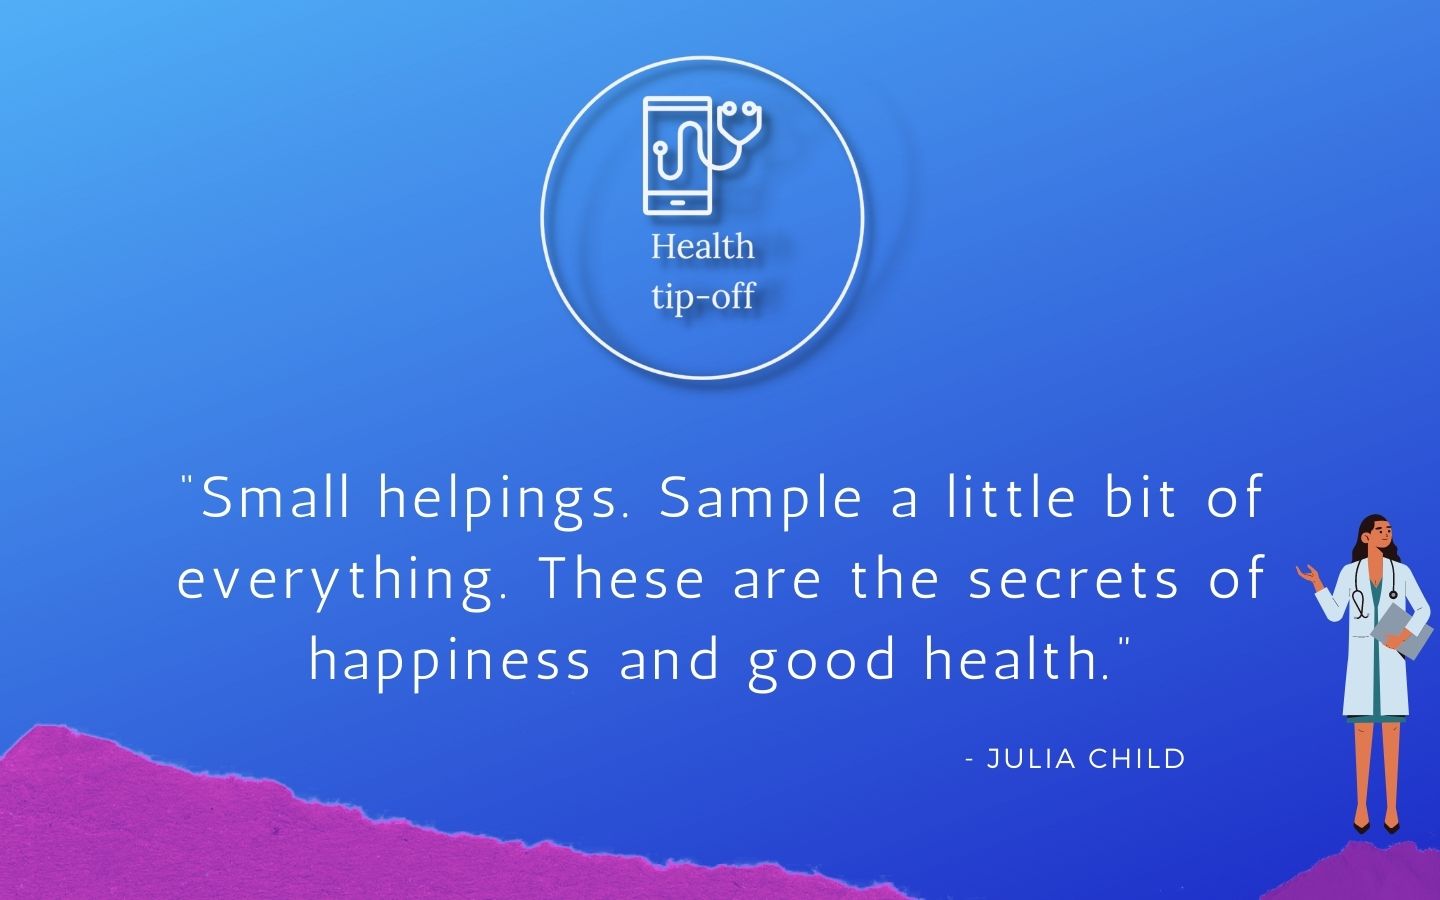 Health
tip-off
"Small helpings. Sample a little bit of
everything. These are the secrets of
happiness and good health."
- JULIA CHILD